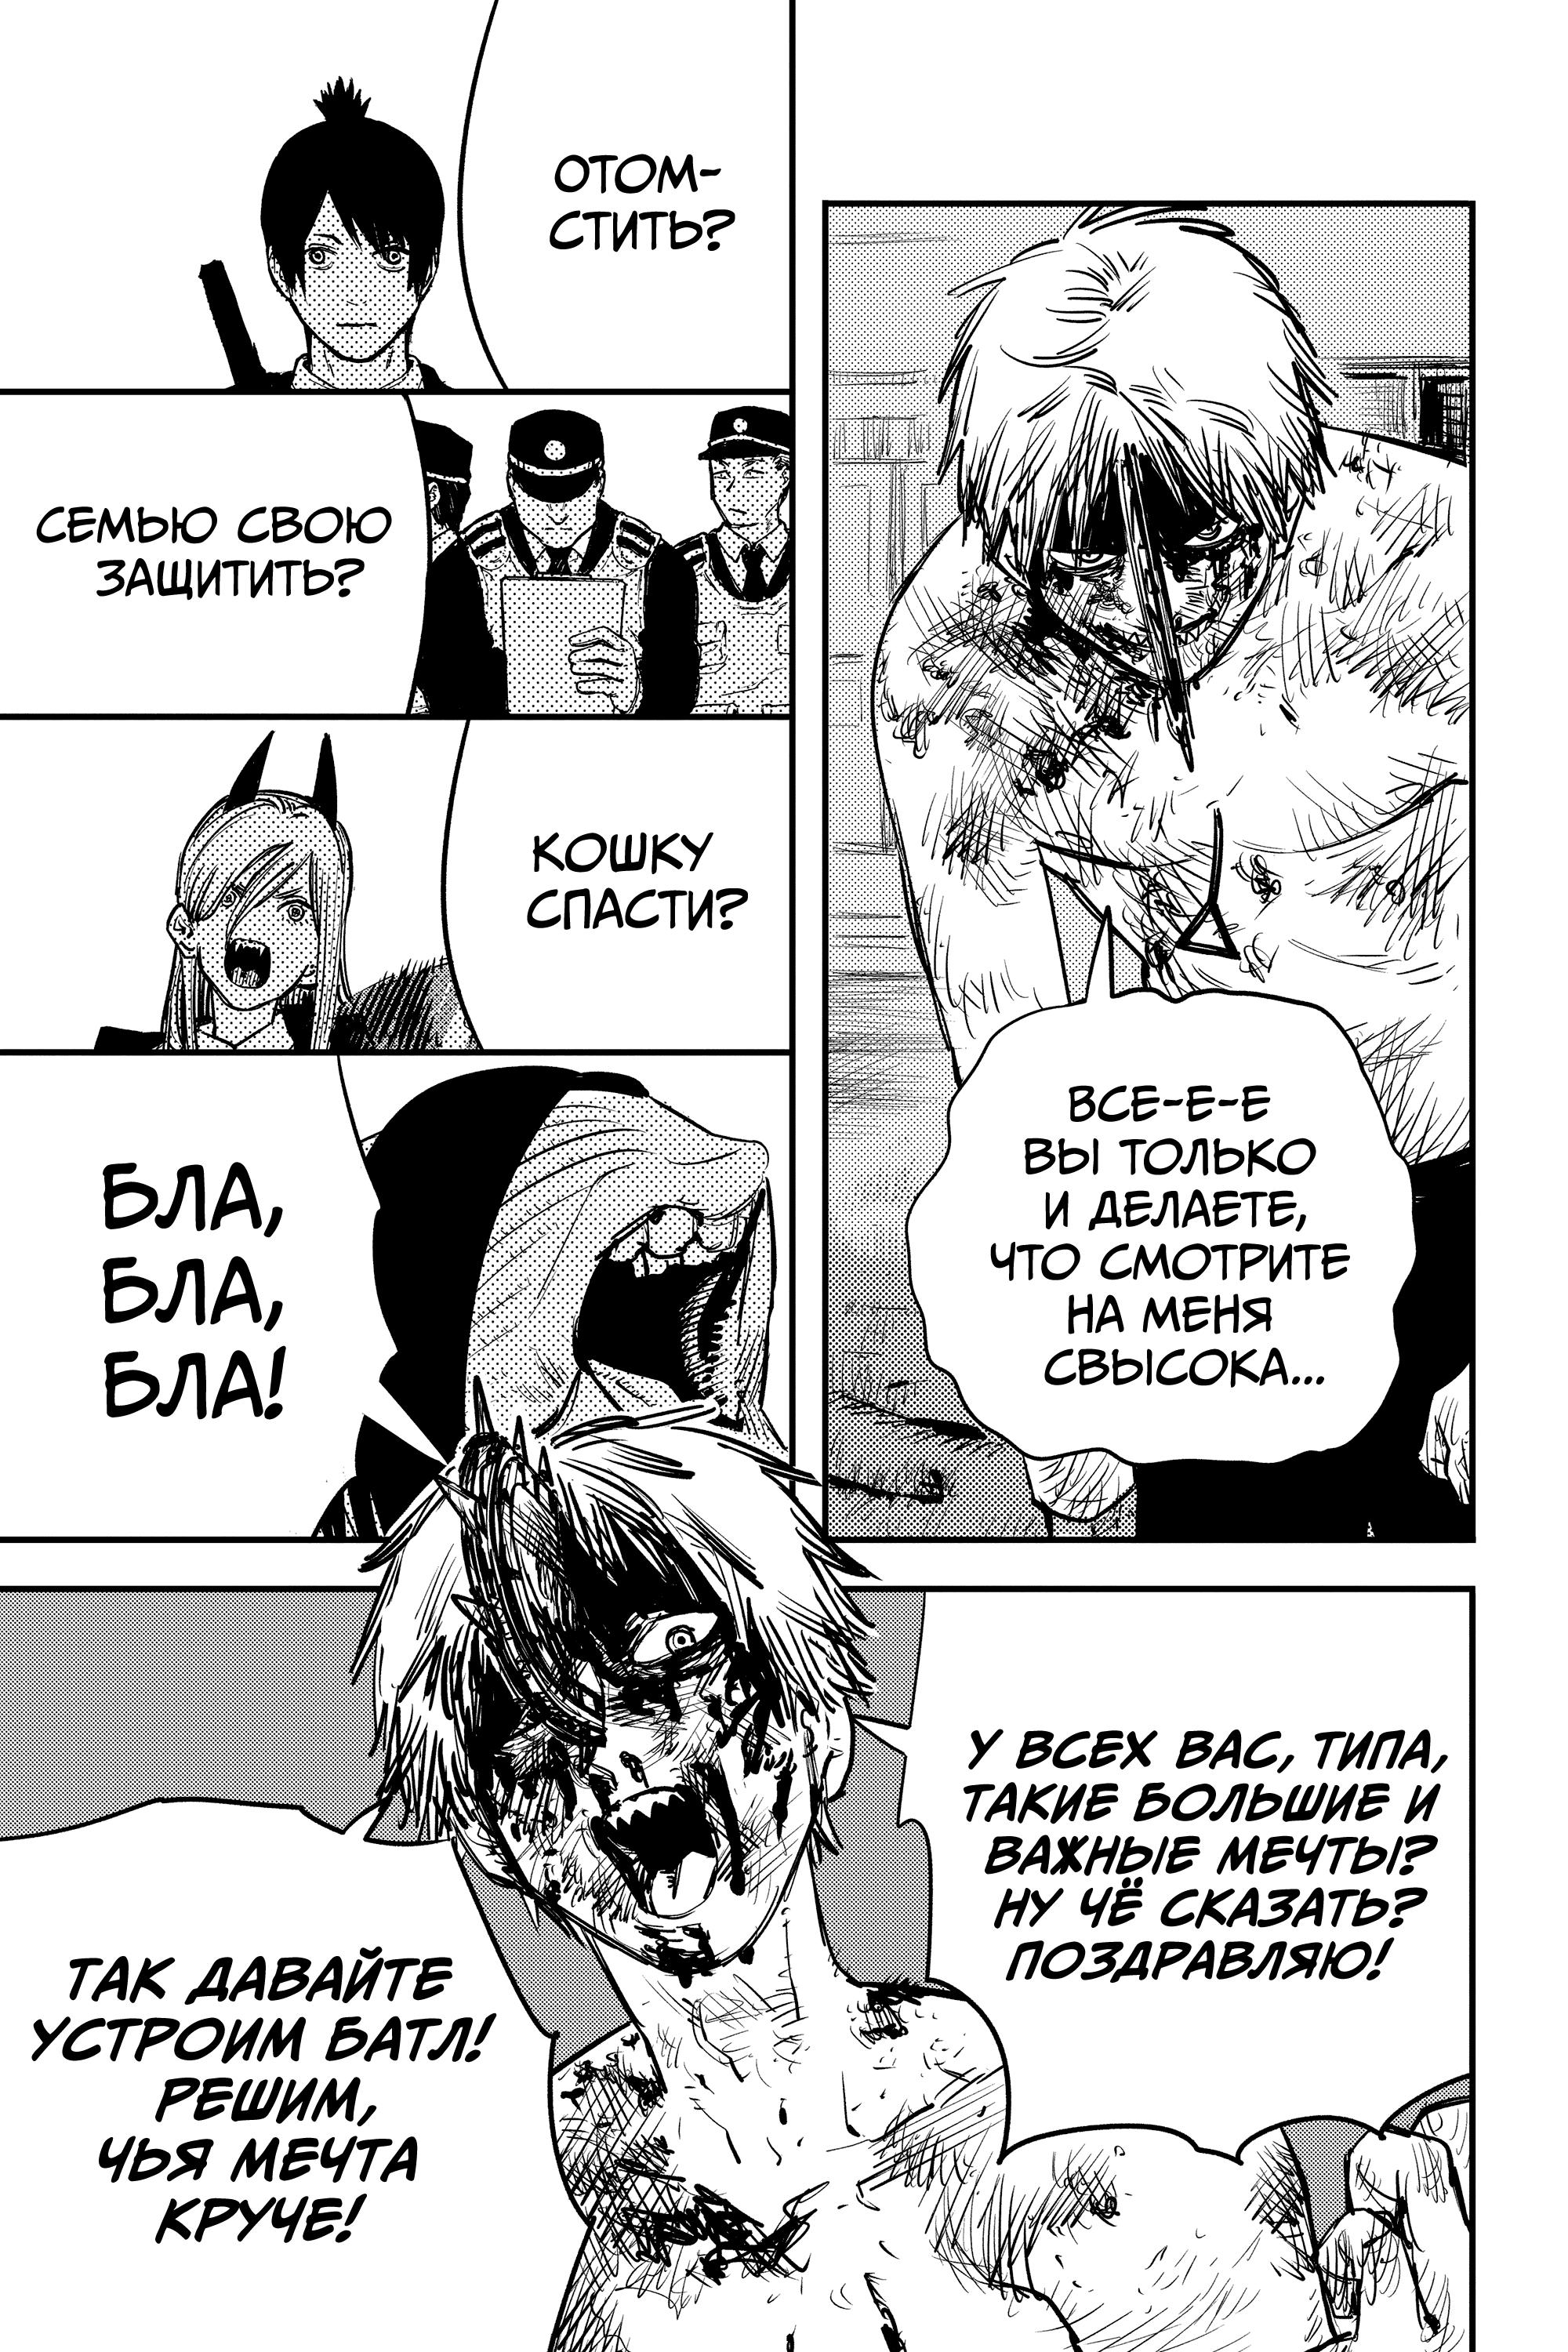 ВСЕ-Е-Е
ВЫ ТОЛЬКО
И ДЕЛАЕТЕ,
ЧТО СМОТРИТЕ
НА МЕНЯ
СВЫСОКА...
ОТОМ-
СТИТЬ?
СЕМЬЮ СВОЮ
ЗАЩИТИТЬ?
КОШКУ
СПАСТИ?
БЛА,
БЛА,
БЛА!
У ВСЕХ ВАС, ТИПА,
ТАКИЕ БОЛЬШИЕ И
ВАЖНЫЕ МЕЧТЫ?
НУ ЧЁ СКАЗАТЬ?
ПОЗДРАВЛЯЮ!
ТАК ДАВАЙТЕ
УСТРОИМ БАТЛ!
РЕШИМ,
ЧЬЯ МЕЧТА
КРУЧЕ!